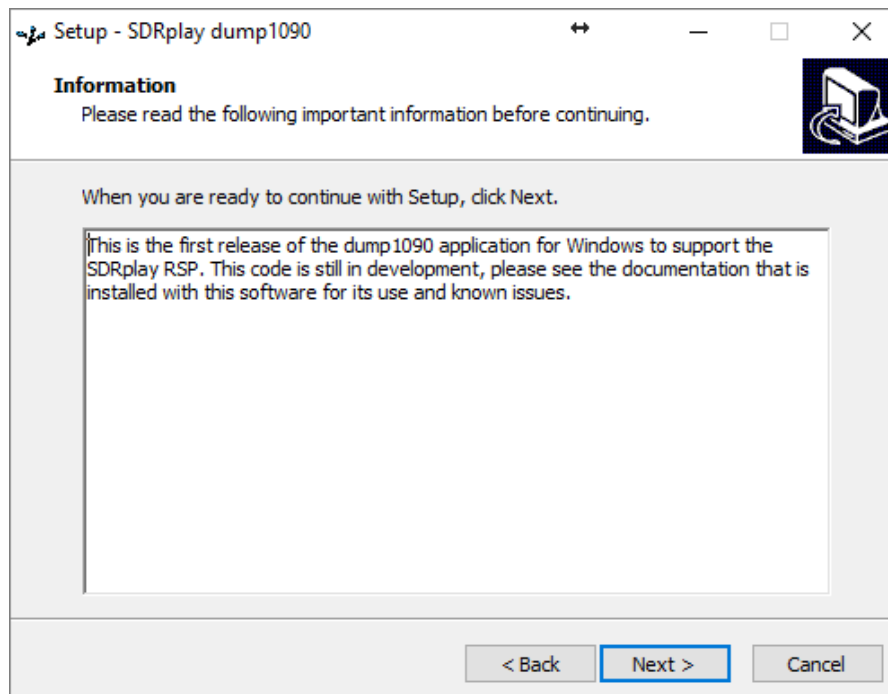 Setup - SDRplay dump1090
Information
Please read the following important information before continuing.
When you are ready to continue with Setup, click Next.
This is the first release of the dump1090 application for Windows to support the
SDRplay RSP. This code is still in development, please see the documentation that is
installed with this software for its use and known issues.
< Back
Next >
Cancel